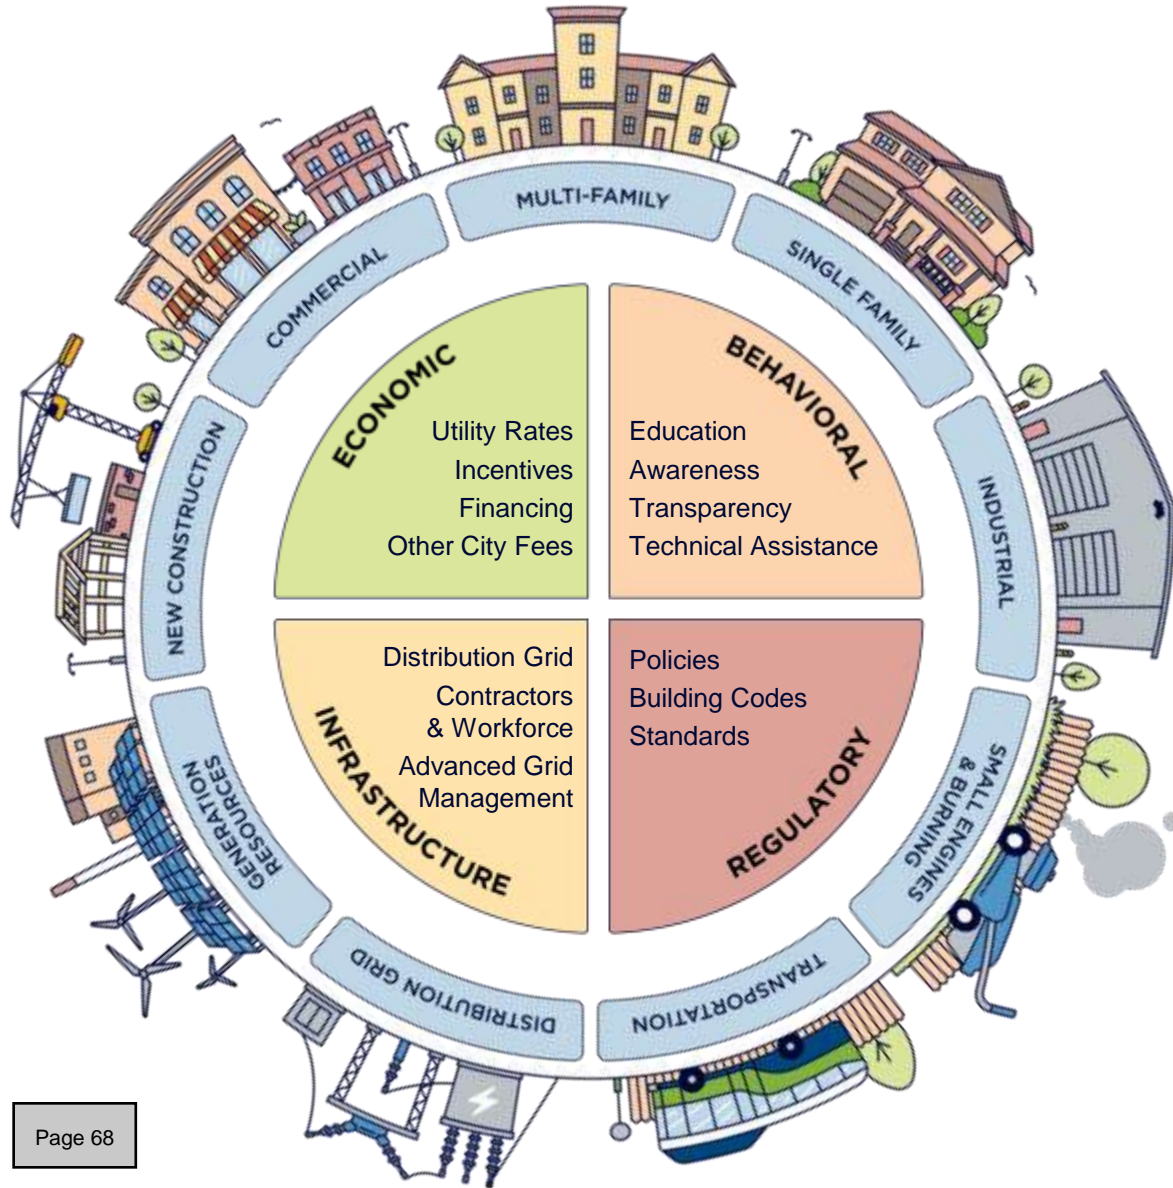 MULTI-FAMILY
SINGLE FAMILY
INDUSTRIAL
SMALL ENGINES
& BURNING
TRANSPORTATION
DISTRIBUTION GRID
GENERATION
RESOURCES
NEW CONSTRUCTION
COMMERCIAL
ECONOMIC
Utility Rates
Incentives
Financing
Other City Fees
BEHAVIORAL
Education
Awareness
Transparency
Technical Assistance
INFRASTRUCTURE
Distribution Grid
Contractors
& Workforce
Advanced Grid
Management
REGULATORY
Policies
Building Codes
Standards
Page 68